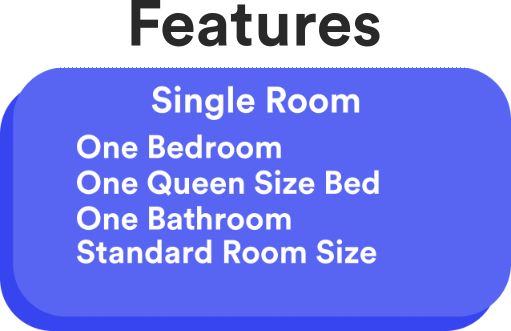 Features
Single Room
One Bedroom
One Queen Size Bed
One Bathroom
Standard Room Size